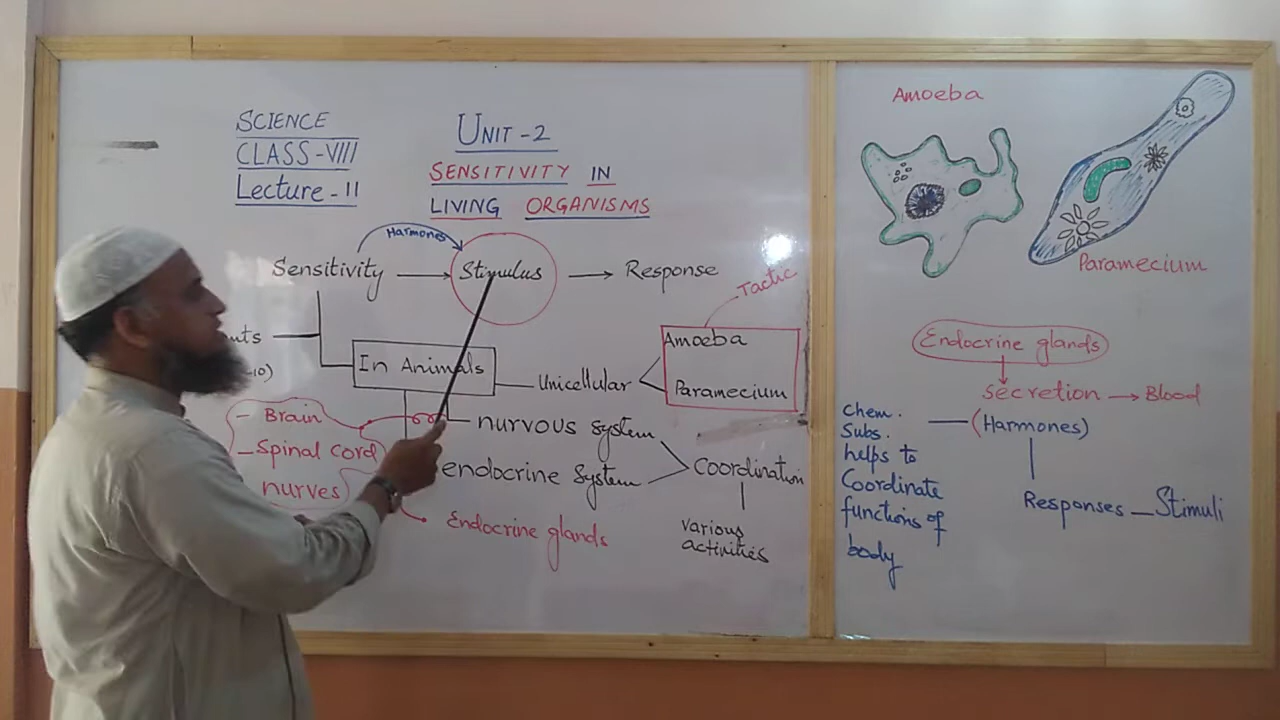 SCIENCE
CLASS-VIII
Lecture - 11
UNIT - 2
SENSITIVITY IN
LIVING ORGANISMS
Harmones
Sensitivity → Stimulus → Response
Tactic
In Animals
Unicellular
Amoeba
Paramecium
- Brain
- Spinal cord
nurves
nurvous system
endocrine System
Coordination
various
activities
Endocrine glands
Amoeba
Paramecium
Endocrine glands
secretion → Blood
(Harmones)
Chem.
Subs.
helps to
Coordinate
functions of
body
Responses - Stimuli